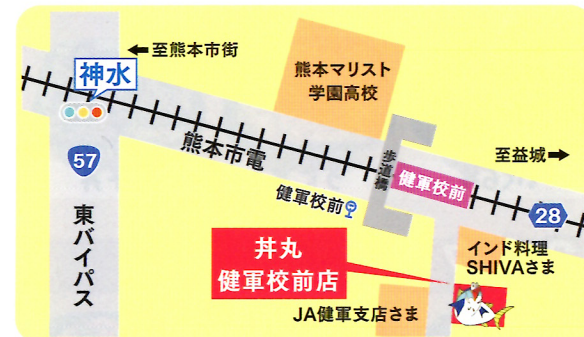 ←至熊本市街
神水
熊本マリスト
学園高校
57
熊本市電
歩道橋
至益城→
健軍校前
健軍校前
28
東バイパス
丼丸
健軍校前店
インド料理
SHIVAさま
JA健軍支店さま